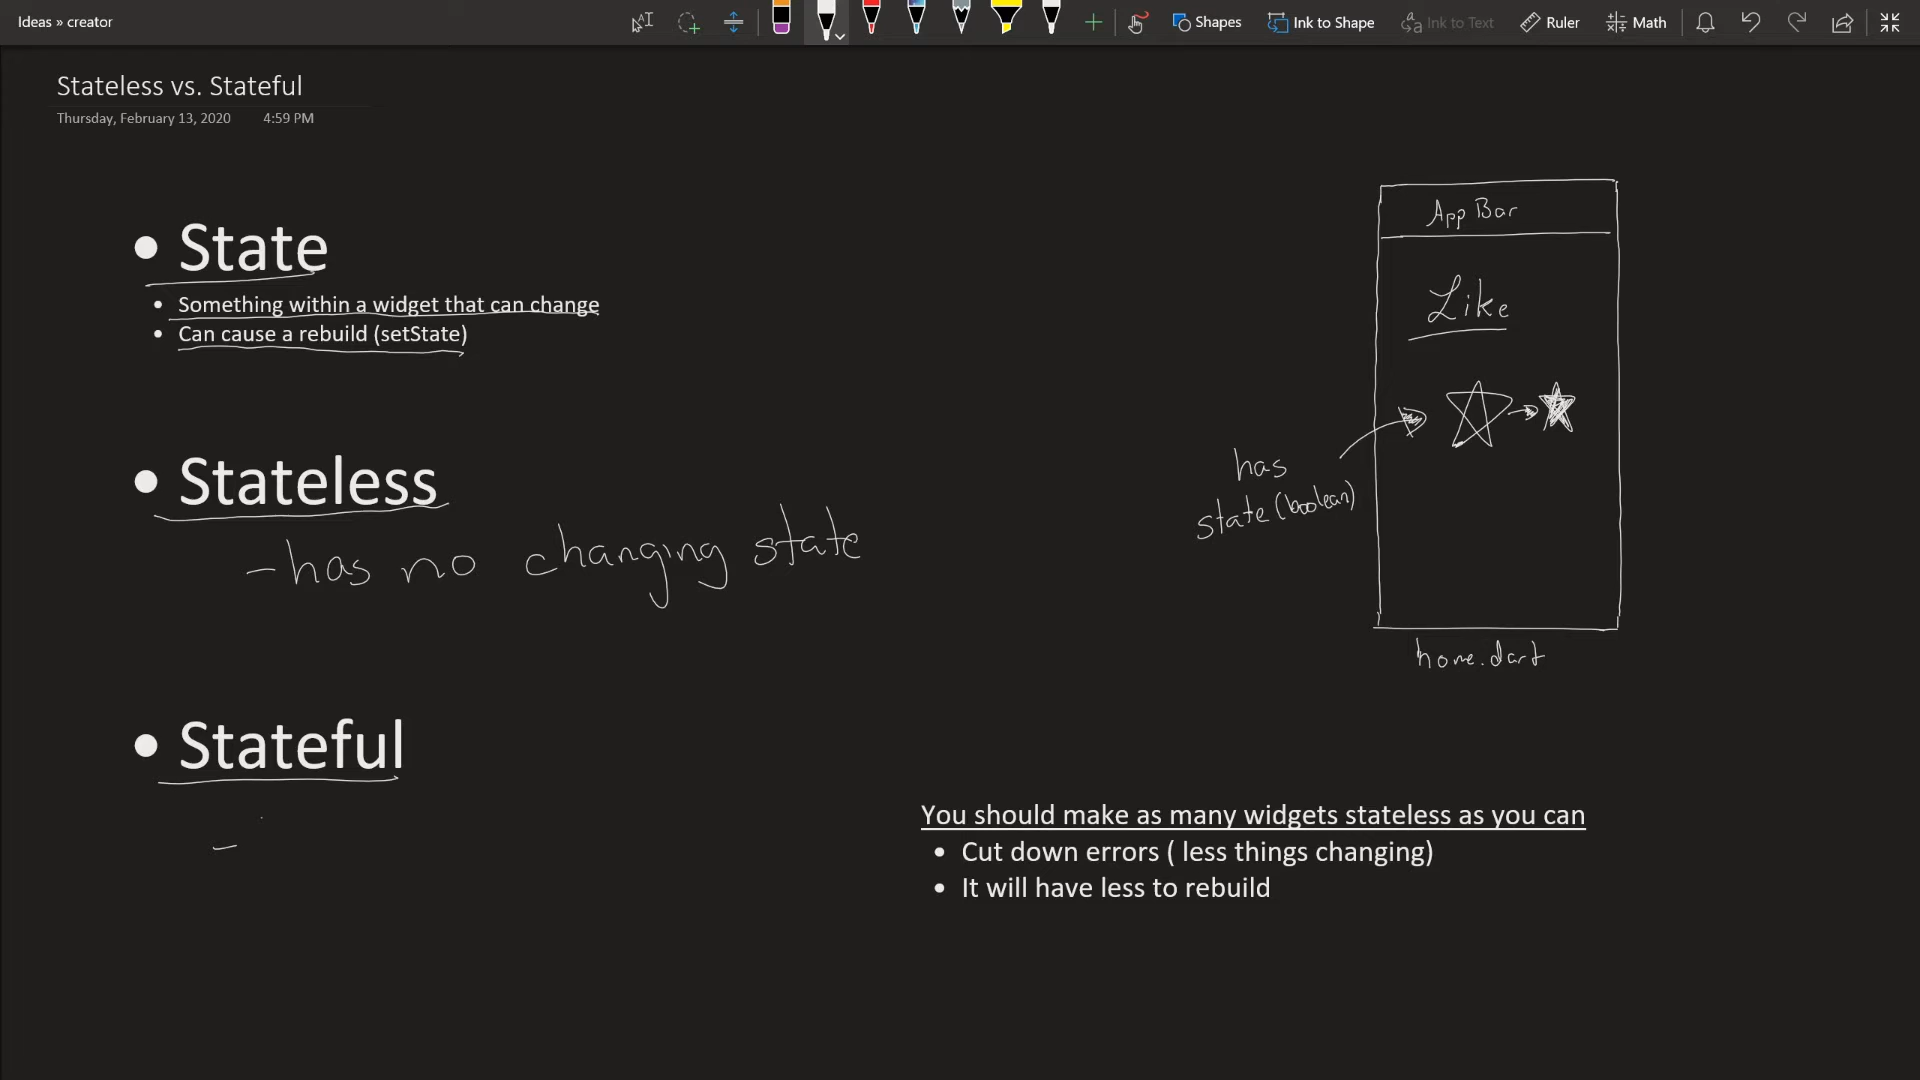 Ideas » creator
Shapes
Ink to Shape
Ink to Text
Ruler
Math
Stateless vs. Stateful
Thursday, February 13, 2020 4:59 PM
• State
• Something within a widget that can change
• Can cause a rebuild (setState)
• Stateless
- has no changing state
• Stateful
-
App Bar
Like
has
state (boolean)
home.dart
You should make as many widgets stateless as you can
• Cut down errors ( less things changing)
• It will have less to rebuild